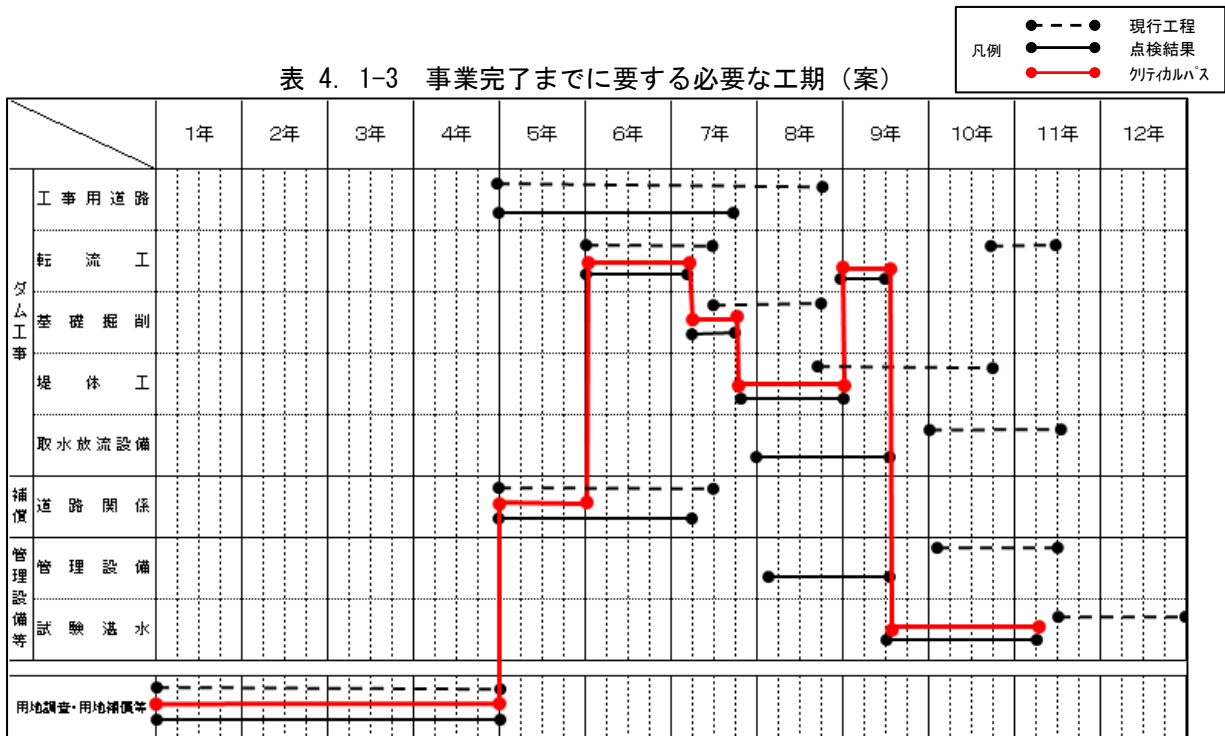 凡例
現行工程
点検結果
クリティカルパス
表 4. 1-3 事業完了までに要する必要な工期(案)
1年 2年 3年 4年 5年 6年 7年 8年 9年 10年 11年 12年
ダム工事
工事用道路
転流工
基礎掘削
堤体工
取水放流設備
補償
道路関係
管理設備等
管理設備
試験湛水
用地調査・用地補償等